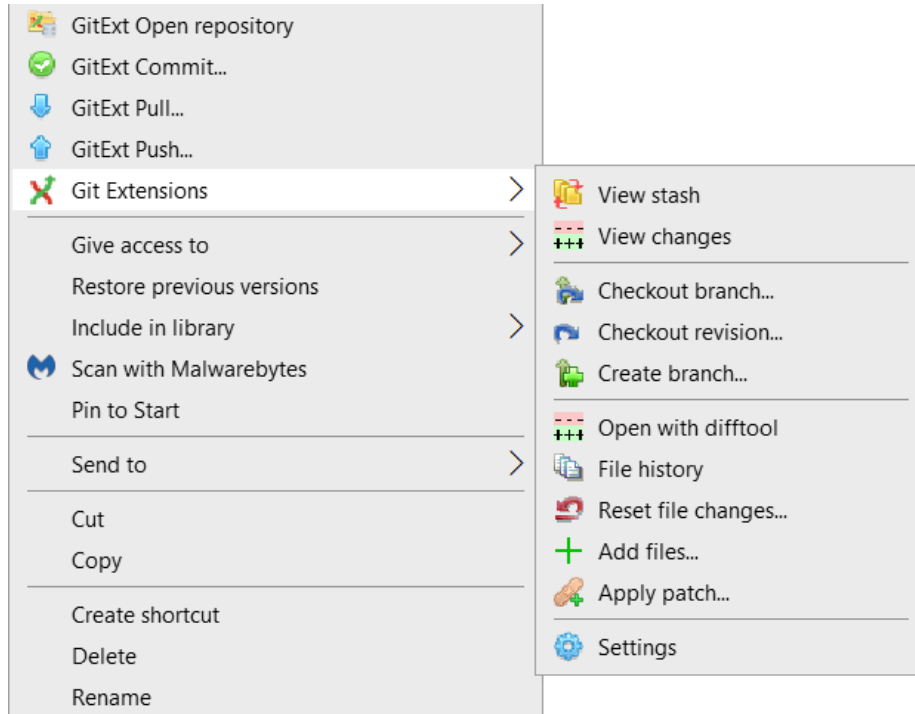 GitExt Open repository
GitExt Commit...
GitExt Pull...
GitExt Push...
Git Extensions
Give access to
Restore previous versions
Include in library
Scan with Malwarebytes
Pin to Start
Send to
Cut
Copy
Create shortcut
Delete
Rename
View stash
View changes
Checkout branch...
Checkout revision...
Create branch...
Open with difftool
File history
Reset file changes...
Add files...
Apply patch...
Settings